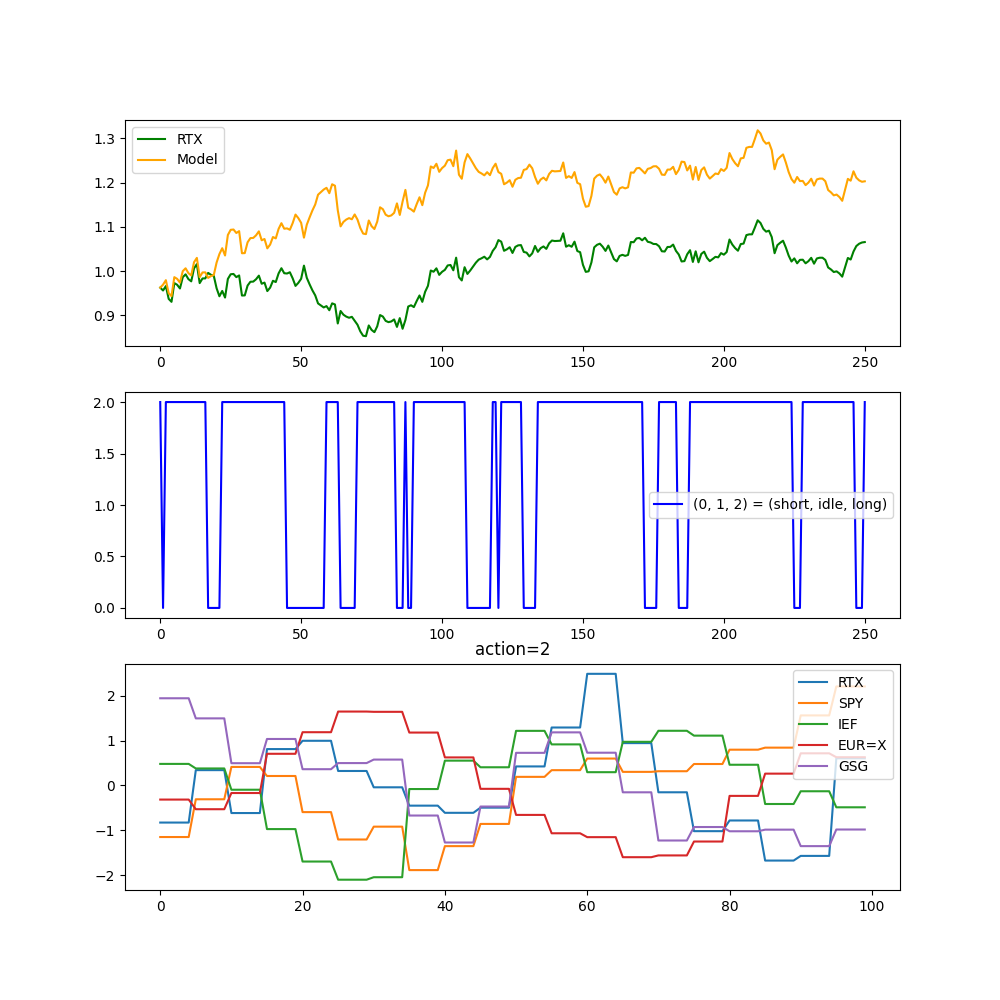 RTX
Model
1.3
1.2
1.1
1.0
0.9
0 50 100 150 200 250
2.0
1.5
1.0
0.5
0.0
(0, 1, 2) = (short, idle, long)
0 50 100 150 200 250
action=2
2
1
0
−1
−2
RTX
SPY
IEF
EUR=X
GSG
0 20 40 60 80 100